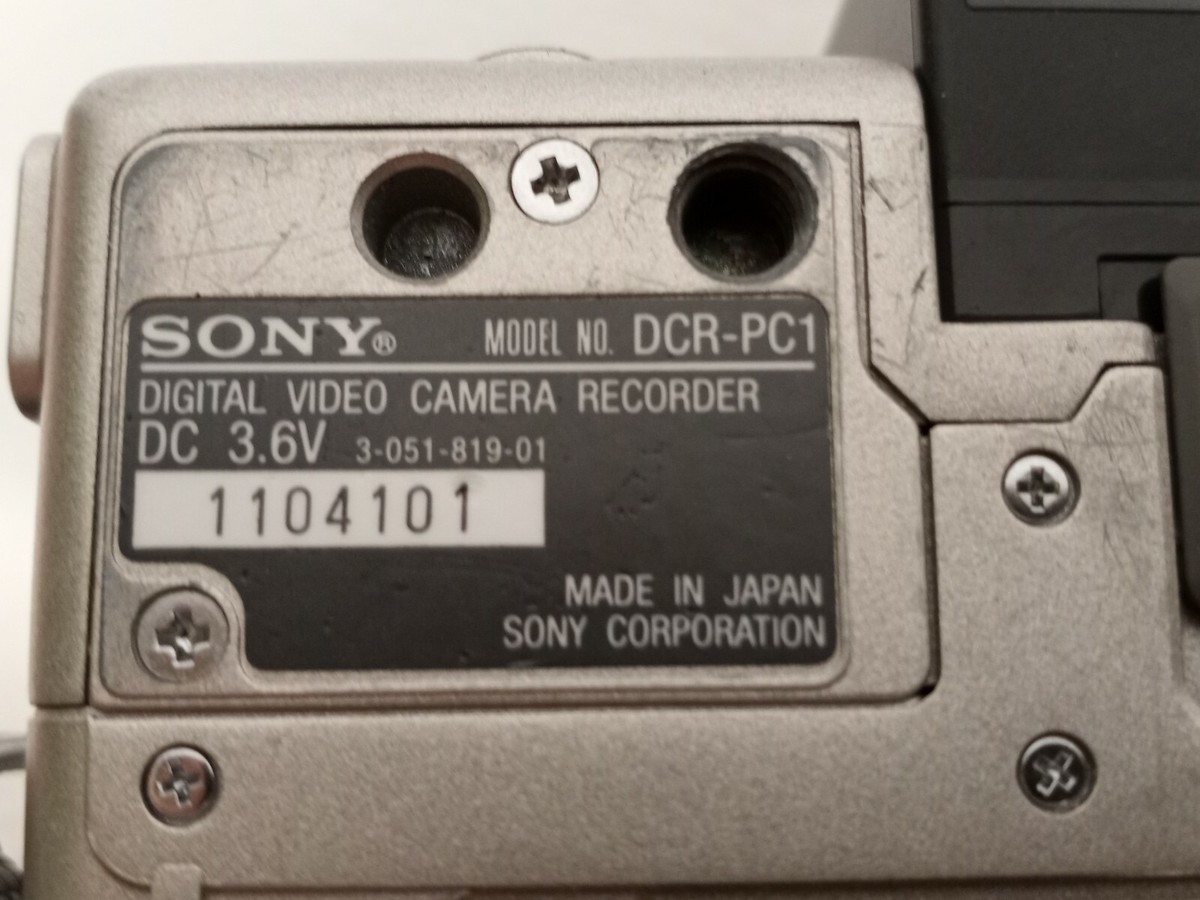 SONY® MODEL NO. DCR-PC1
DIGITAL VIDEO CAMERA RECORDER
DC 3.6V 3-051-819-01
1104101
MADE IN JAPAN
SONY CORPORATION